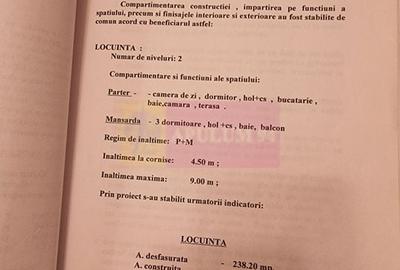 Compartimentarea constructiei , impartirea pe functiuni a
spatiului, precum si finisajele interioare si exterioare au fost stabilite de
comun acord cu beneficiarul astfel:
LOCUINTA :
Numar de niveluri: 2
Compartimentare si functiuni ale spatiului:
Parter - - camera de zi , dormitor , hol+cs , bucatarie ,
baie,camara , terasa .
Mansarda - 3 dormitoare , hol +cs , baie, balcon
Regim de inaltime: P+M
Inaltimea la cornise: 4.50 m ;
Inaltimea maxima: 9.00 m ;
Prin proiect s-au stabilit urmatorii indicatori:
LOCUINTA
A. desfasurata - 238.20 mp
A. construita